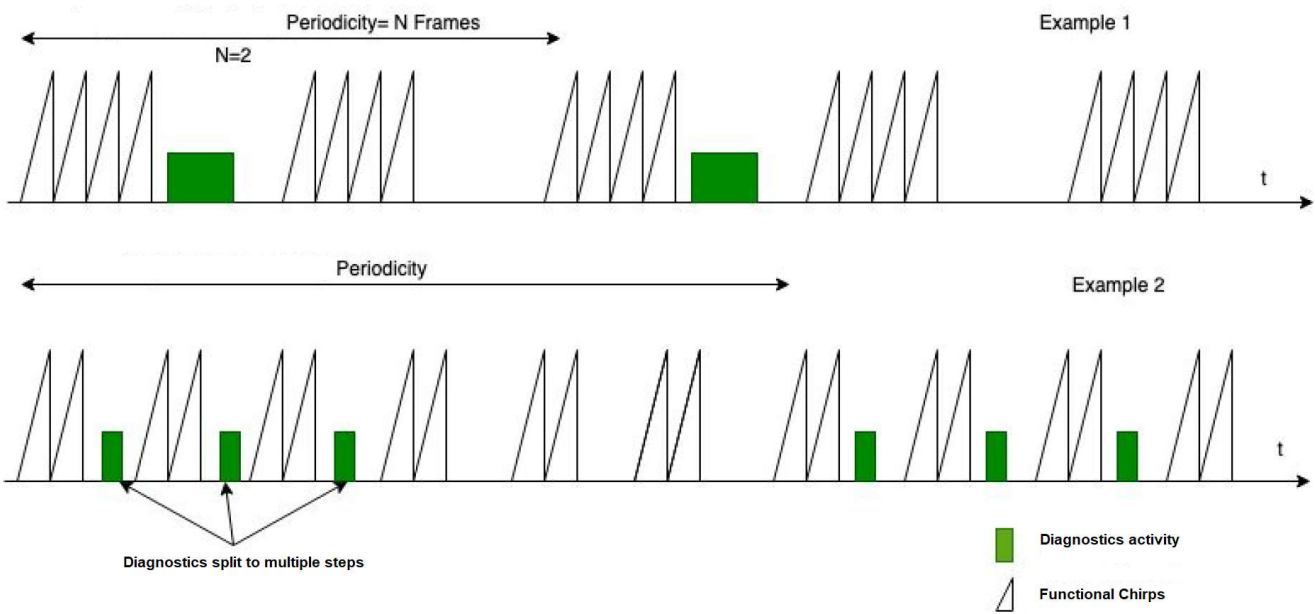 Periodicity= N Frames
Example 1
N=2
t
Periodicity
Example 2
t
Diagnostics split to multiple steps
Diagnostics activity
Functional Chirps